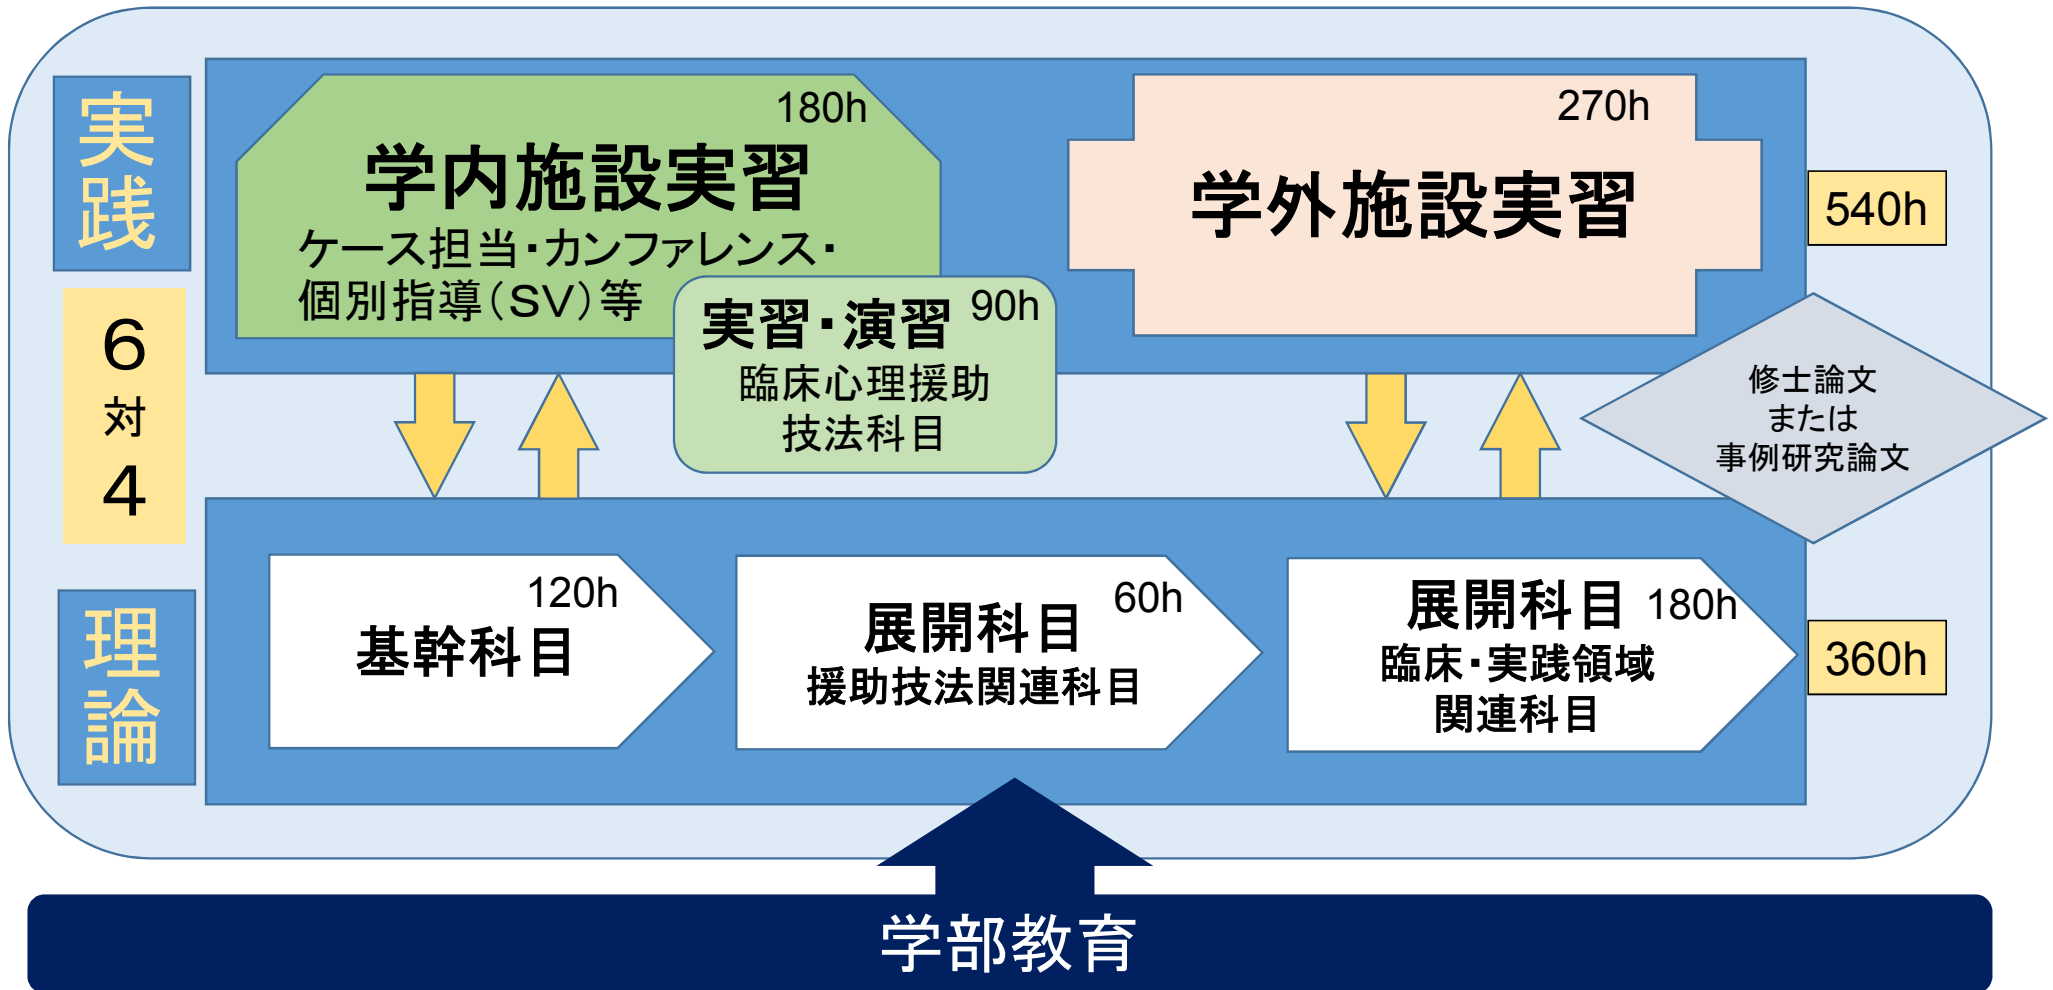 実践
180h
学内施設実習
ケース担当・カンファレンス・
個別指導（SV）等
実習・演習
90h
臨床心理援助
技法科目
270h
学外施設実習
540h
6
対
4
修士論文
または
事例研究論文
理論
120h
基幹科目
60h
展開科目
援助技法関連科目
展開科目
180h
臨床・実践領域
関連科目
360h
学部教育